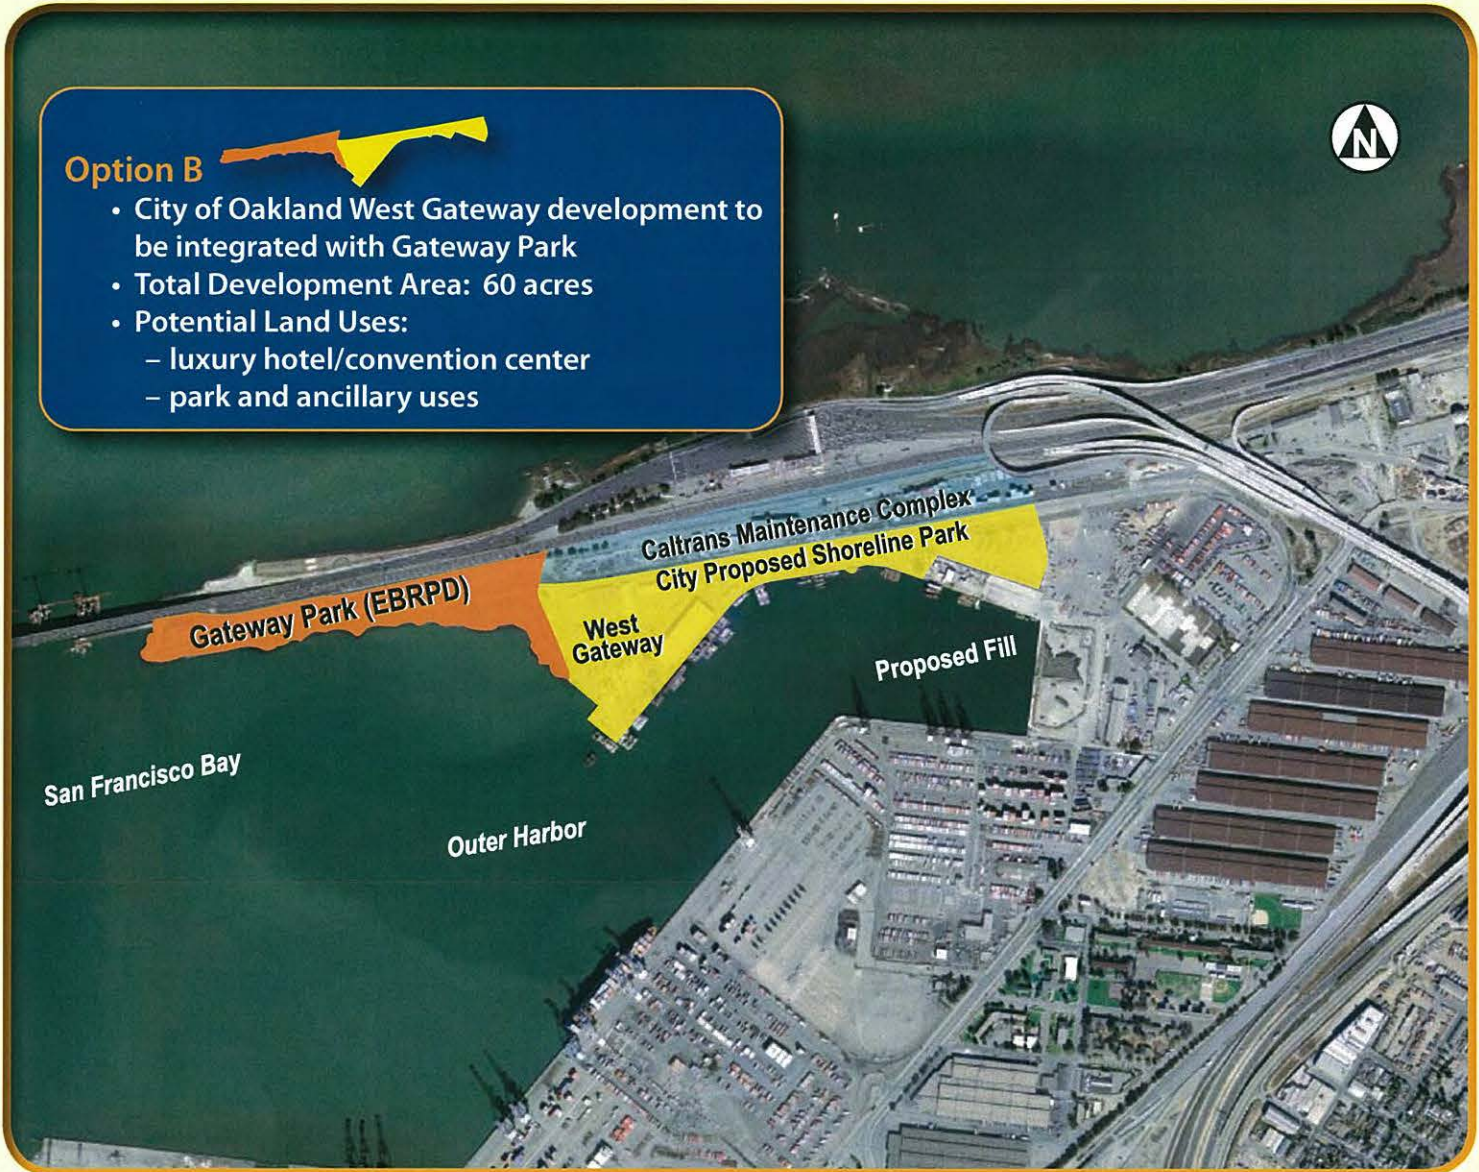 Option B
• City of Oakland West Gateway development to
be integrated with Gateway Park
• Total Development Area: 60 acres
• Potential Land Uses:
– luxury hotel/convention center
– park and ancillary uses
N
Caltrans Maintenance Complex
City Proposed Shoreline Park
Gateway Park (EBRPD)
West
Gateway
Proposed Fill
San Francisco Bay
Outer Harbor